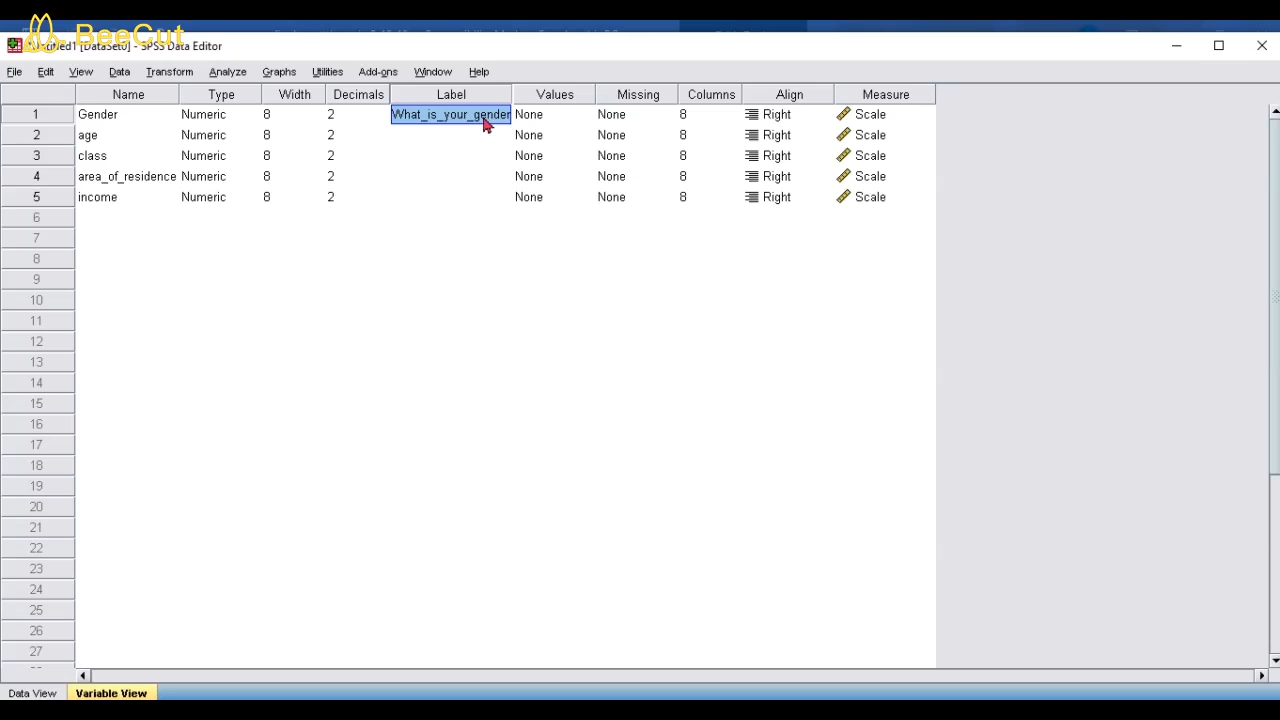 BeeCut
*Untitled1 [DataSet0] - SPSS Data Editor
File Edit View Data Transform Analyze Graphs Utilities Add-ons Window Help
Name Type Width Decimals Label Values Missing Columns Align Measure
1 Gender Numeric 8 2 What_is_your_gender None None 8 Right Scale
2 age Numeric 8 2 None None 8 Right Scale
3 class Numeric 8 2 None None 8 Right Scale
4 area_of_residence Numeric 8 2 None None 8 Right Scale
5 income Numeric 8 2 None None 8 Right Scale
6
7
8
9
10
11
12
13
14
15
16
17
18
19
20
21
22
23
24
25
26
27
Data View Variable View